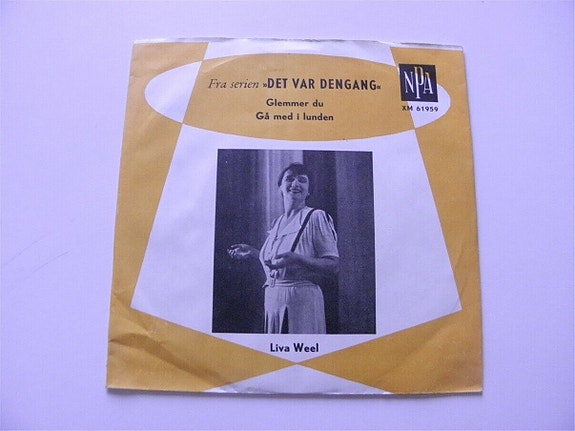 Fra serien »DET VAR DENGANG«
Glemmer du
Gå med i lunden
NPA
XM 61959
Liva Weel